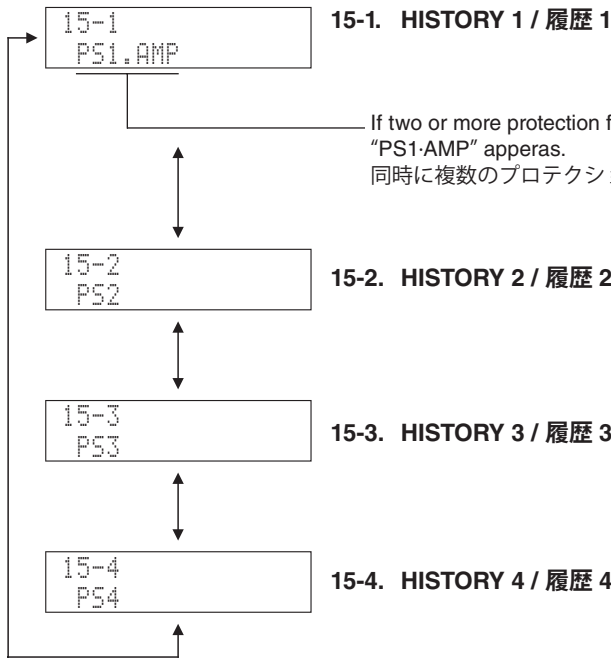 15-1
PS1.AMP
15-1. HISTORY 1 / 履歴 1
If two or more protection
“PS1·AMP” apperas.
同時に複数のプロテクシ
15-2
PS2
15-2. HISTORY 2 / 履歴 2
15-3
PS3
15-3. HISTORY 3 / 履歴 3
15-4
PS4
15-4. HISTORY 4 / 履歴 4